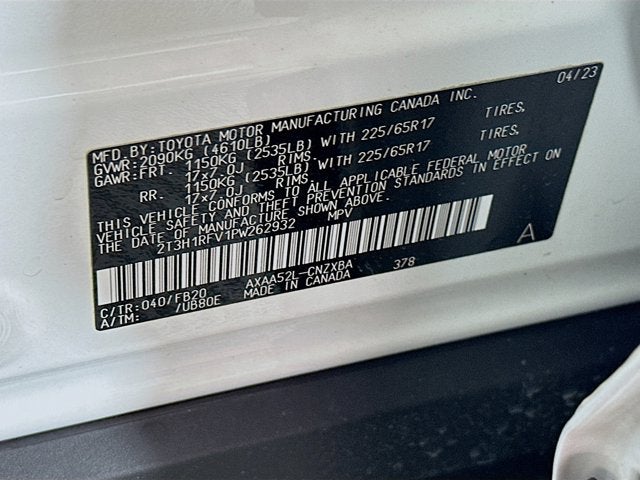 MFD.BY:TOYOTA MOTOR MANUFACTURING CANADA INC. 04/23
GVWR:2090KG (4610LB)
GAWR:FRT. 1150KG (2535LB) WITH 225/65R17 TIRES,
17x7.0J RIMS.
RR. 1150KG (2535LB) WITH 225/65R17 TIRES,
17x7.0J RIMS.
THIS VEHICLE CONFORMS TO ALL APPLICABLE FEDERAL MOTOR
VEHICLE SAFETY AND THEFT PREVENTION STANDARDS IN EFFECT ON
THE DATE OF MANUFACTURE SHOWN ABOVE.
2T3H1RFV1PW262932 MPV
A
C/TR:040/FB20 AXAA52L-CNZXBA 378
A/TM: /UB80E MADE IN CANADA